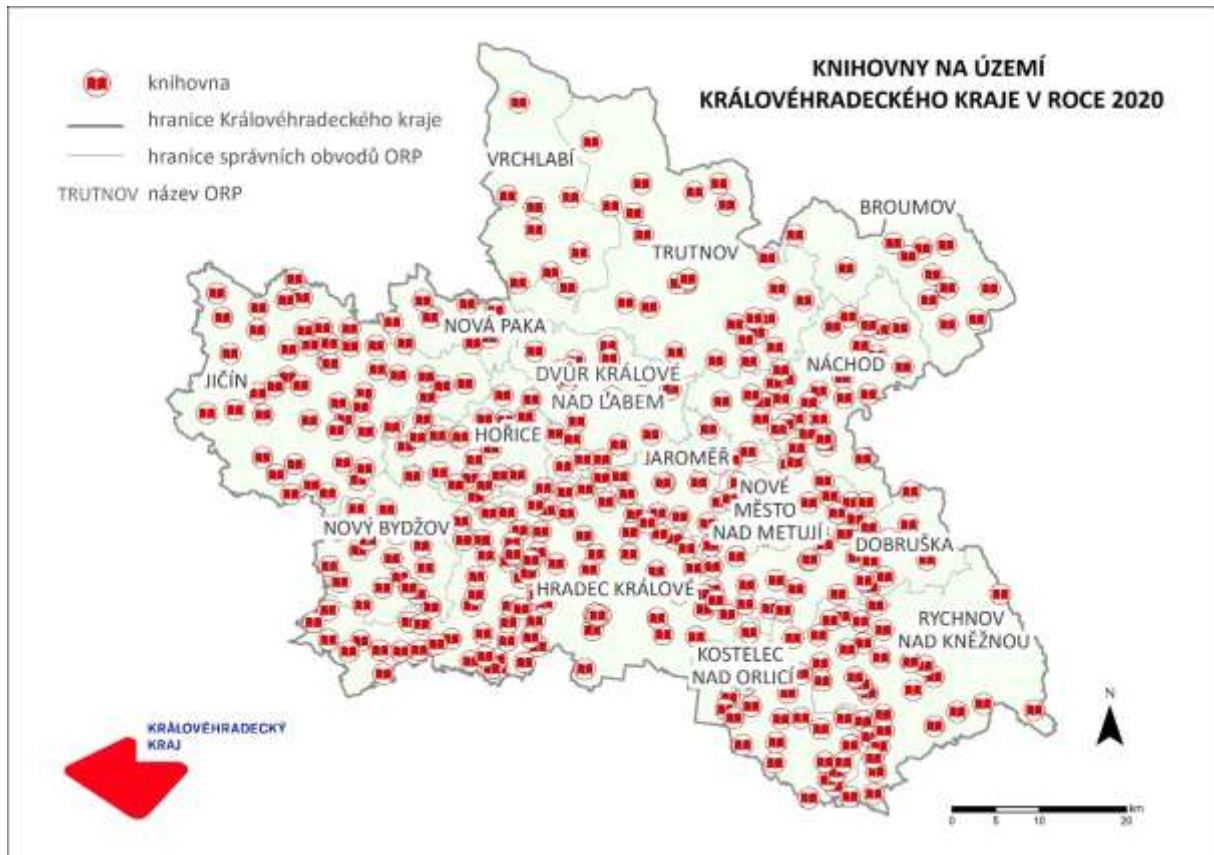 KNIHOVNY NA ÚZEMÍ
KRÁLOVÉHRADECKÉHO KRAJE V ROCE 2020
knihovna
hranice Královéhradeckého kraje
hranice správních obvodů ORP
TRUTNOV název ORP
VRCHLABÍ
BROUMOV
TRUTNOV
NOVÁ PAKA
NÁCHOD
JIČÍN
DVŮR KRÁLOVÉ
NAD LABEM
HOŘICE
JAROMĚŘ
NOVÉ
MĚSTO
NAD METUJÍ
NOVÝ BYDŽOV
DOBRUŠKA
HRADEC KRÁLOVÉ
RYCHNOV
NAD KNĚŽNOU
KOSTELEC
NAD ORLICÍ
KRÁLOVÉHRADECKÝ
KRAJ
N
km
0 5 10 20